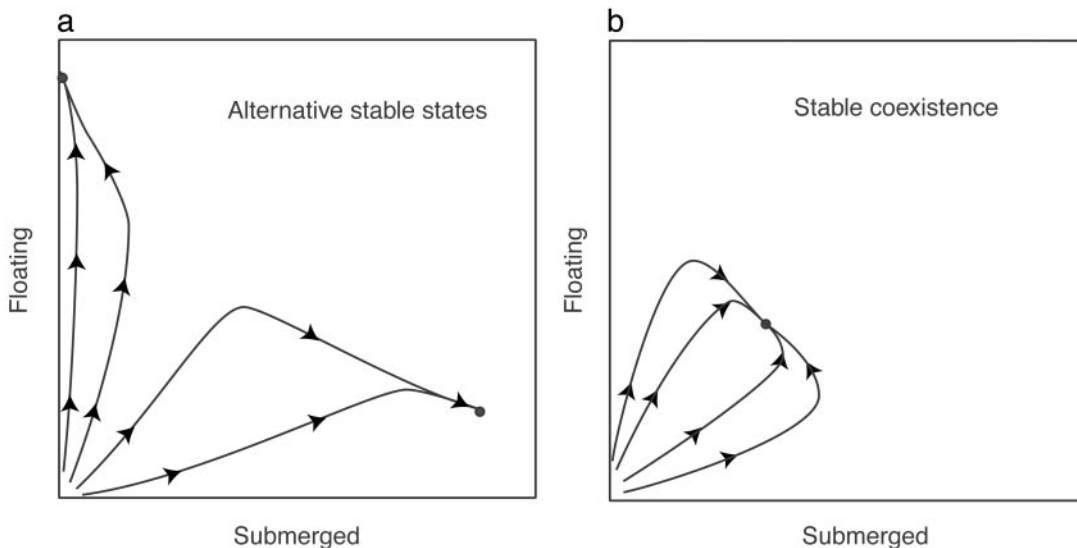 a
Alternative stable states
Floating
Submerged
b
Stable coexistence
Floating
Submerged